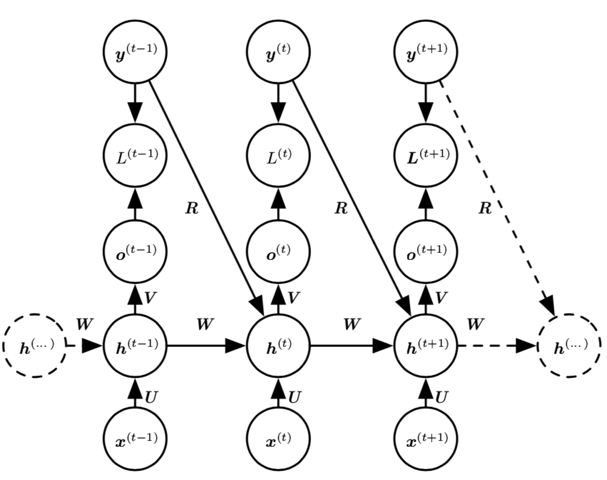 y^(t−1) y^(t) y^(t+1)
L^(t−1) L^(t) L^(t+1)
R R R
o^(t−1) o^(t) o^(t+1)
V V V
W W W W
h^(...) h^(t−1) h^(t) h^(t+1) h^(...)
U U U
x^(t−1) x^(t) x^(t+1)